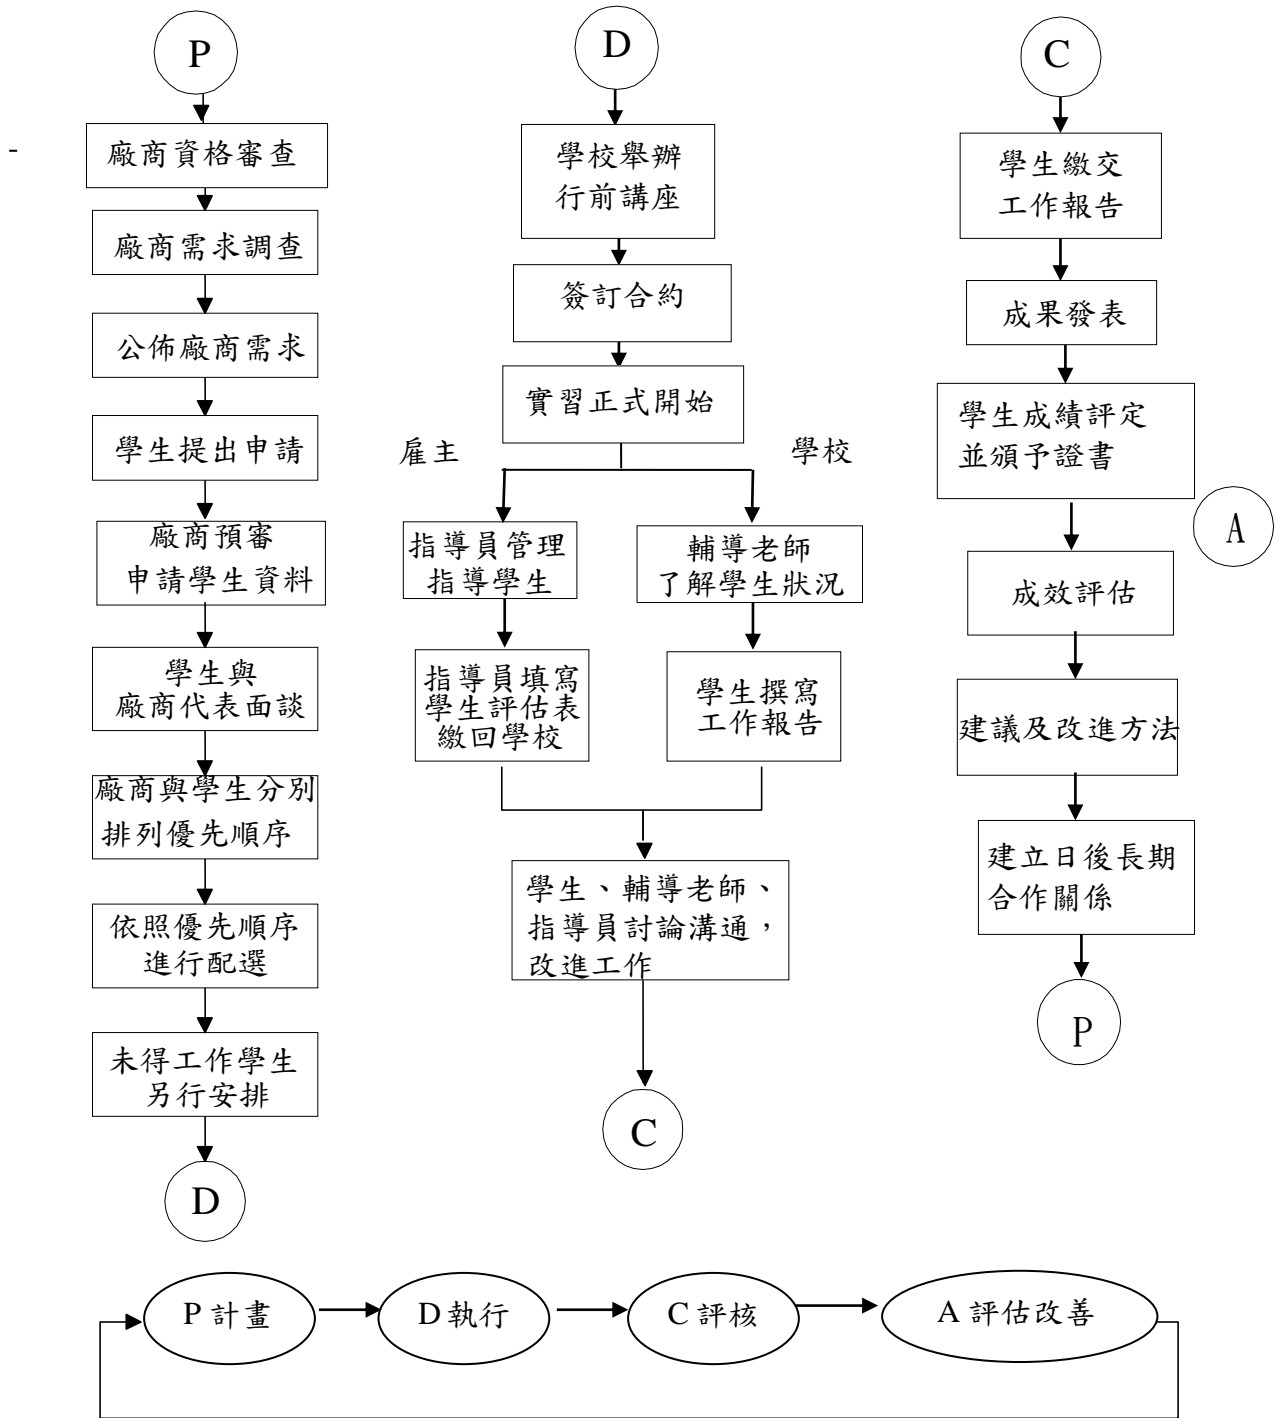 P
廠商資格審查
廠商需求調查
公佈廠商需求
學生提出申請
廠商預審
申請學生資料
學生與
廠商代表面談
廠商與學生分別
排列優先順序
依照優先順序
進行配選
未得工作學生
另行安排
D
D
學校舉辦
行前講座
簽訂合約
實習正式開始
雇主
學校
指導員管理
指導學生
輔導老師
了解學生狀況
指導員填寫
學生評估表
繳回學校
學生撰寫
工作報告
學生、輔導老師、
指導員討論溝通，
改進工作
C
C
學生繳交
工作報告
成果發表
學生成績評定
並頒予證書
A
成效評估
建議及改進方法
建立日後長期
合作關係
P
P 計畫
D 執行
C 評核
A 評估改善
-